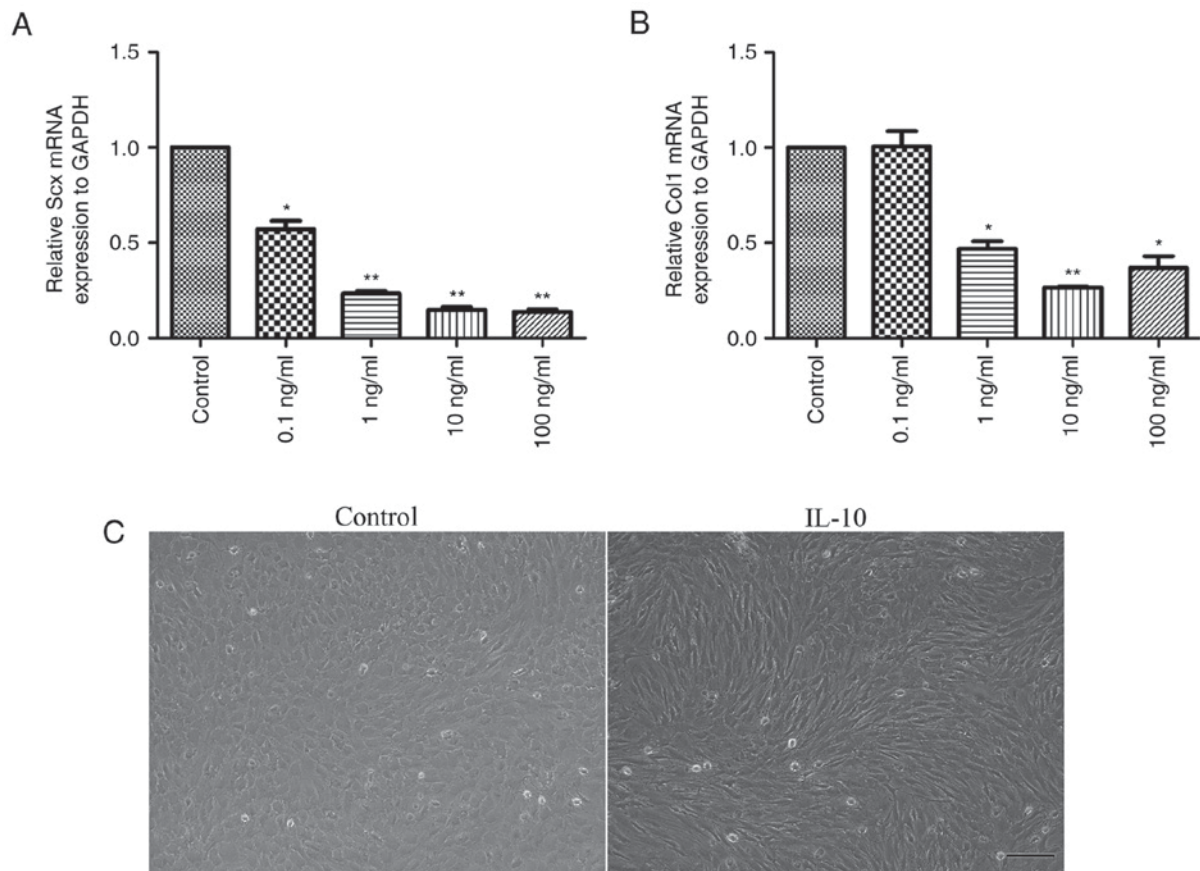 A
Relative Scx mRNA
expression to GAPDH
1.5
1.0
0.5
0.0
*
**
**
**
Control
0.1 ng/ml
1 ng/ml
10 ng/ml
100 ng/ml
B
Relative Col1 mRNA
expression to GAPDH
1.5
1.0
0.5
0.0
*
**
*
Control
0.1 ng/ml
1 ng/ml
10 ng/ml
100 ng/ml
C
Control
IL-10